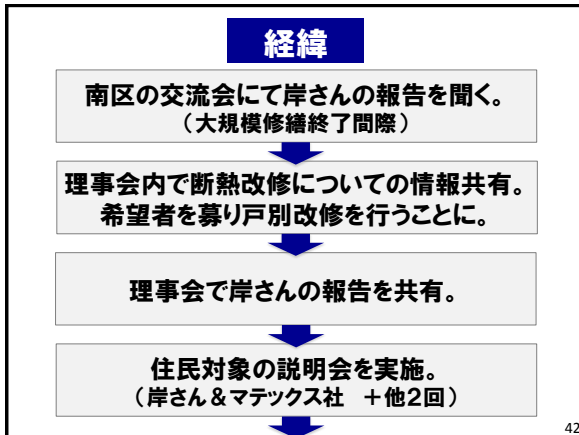 経緯
南区の交流会にて岸さんの報告を聞く。
（大規模修繕終了間際）
理事会内で断熱改修についての情報共有。
希望者を募り戸別改修を行うことに。
理事会で岸さんの報告を共有。
住民対象の説明会を実施。
（岸さん＆マテックス社　＋他２回）
42